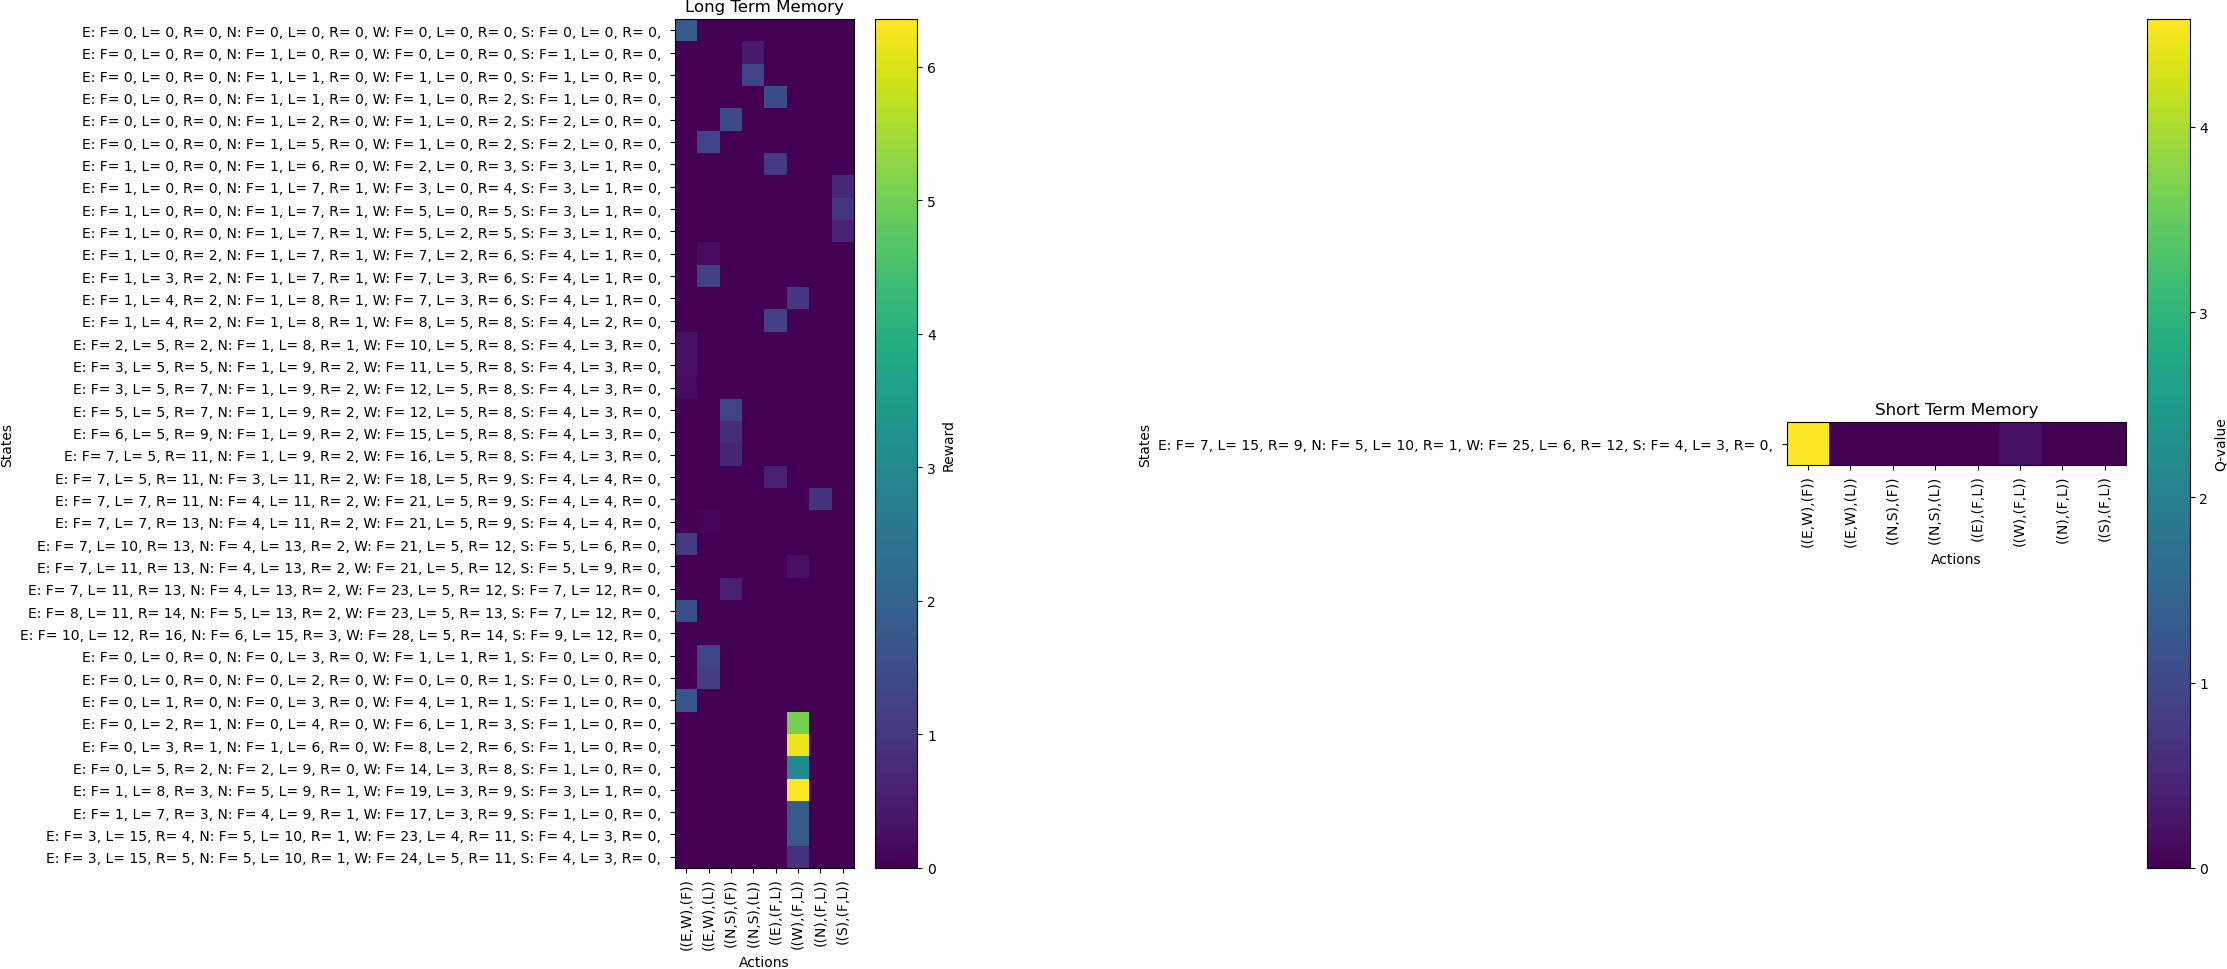 Long Term Memory
States
E: F= 0, L= 0, R= 0, N: F= 0, L= 0, R= 0, W: F= 0, L= 0, R= 0, S: F= 0, L= 0, R= 0,
E: F= 0, L= 0, R= 0, N: F= 1, L= 0, R= 0, W: F= 0, L= 0, R= 0, S: F= 1, L= 0, R= 0,
E: F= 0, L= 0, R= 0, N: F= 1, L= 1, R= 0, W: F= 1, L= 0, R= 0, S: F= 1, L= 0, R= 0,
E: F= 0, L= 0, R= 0, N: F= 1, L= 1, R= 0, W: F= 1, L= 0, R= 2, S: F= 1, L= 0, R= 0,
E: F= 0, L= 0, R= 0, N: F= 1, L= 2, R= 0, W: F= 1, L= 0, R= 2, S: F= 2, L= 0, R= 0,
E: F= 0, L= 0, R= 0, N: F= 1, L= 5, R= 0, W: F= 1, L= 0, R= 2, S: F= 2, L= 0, R= 0,
E: F= 1, L= 0, R= 0, N: F= 1, L= 6, R= 0, W: F= 2, L= 0, R= 3, S: F= 3, L= 1, R= 0,
E: F= 1, L= 0, R= 0, N: F= 1, L= 7, R= 1, W: F= 3, L= 0, R= 4, S: F= 3, L= 1, R= 0,
E: F= 1, L= 0, R= 0, N: F= 1, L= 7, R= 1, W: F= 5, L= 0, R= 5, S: F= 3, L= 1, R= 0,
E: F= 1, L= 0, R= 0, N: F= 1, L= 7, R= 1, W: F= 5, L= 2, R= 5, S: F= 3, L= 1, R= 0,
E: F= 1, L= 0, R= 2, N: F= 1, L= 7, R= 1, W: F= 7, L= 2, R= 6, S: F= 4, L= 1, R= 0,
E: F= 1, L= 3, R= 2, N: F= 1, L= 7, R= 1, W: F= 7, L= 3, R= 6, S: F= 4, L= 1, R= 0,
E: F= 1, L= 4, R= 2, N: F= 1, L= 8, R= 1, W: F= 7, L= 3, R= 6, S: F= 4, L= 1, R= 0,
E: F= 1, L= 4, R= 2, N: F= 1, L= 8, R= 1, W: F= 8, L= 5, R= 8, S: F= 4, L= 2, R= 0,
E: F= 2, L= 5, R= 2, N: F= 1, L= 8, R= 1, W: F= 10, L= 5, R= 8, S: F= 4, L= 3, R= 0,
E: F= 3, L= 5, R= 5, N: F= 1, L= 9, R= 2, W: F= 11, L= 5, R= 8, S: F= 4, L= 3, R= 0,
E: F= 3, L= 5, R= 7, N: F= 1, L= 9, R= 2, W: F= 12, L= 5, R= 8, S: F= 4, L= 3, R= 0,
E: F= 5, L= 5, R= 7, N: F= 1, L= 9, R= 2, W: F= 12, L= 5, R= 8, S: F= 4, L= 3, R= 0,
E: F= 6, L= 5, R= 9, N: F= 1, L= 9, R= 2, W: F= 15, L= 5, R= 8, S: F= 4, L= 3, R= 0,
E: F= 7, L= 5, R= 11, N: F= 1, L= 9, R= 2, W: F= 16, L= 5, R= 8, S: F= 4, L= 3, R= 0,
E: F= 7, L= 5, R= 11, N: F= 3, L= 11, R= 2, W: F= 18, L= 5, R= 9, S: F= 4, L= 4, R= 0,
E: F= 7, L= 7, R= 11, N: F= 4, L= 11, R= 2, W: F= 21, L= 5, R= 9, S: F= 4, L= 4, R= 0,
E: F= 7, L= 7, R= 13, N: F= 4, L= 11, R= 2, W: F= 21, L= 5, R= 9, S: F= 4, L= 4, R= 0,
E: F= 7, L= 10, R= 13, N: F= 4, L= 13, R= 2, W: F= 21, L= 5, R= 12, S: F= 5, L= 6, R= 0,
E: F= 7, L= 11, R= 13, N: F= 4, L= 13, R= 2, W: F= 21, L= 5, R= 12, S: F= 5, L= 9, R= 0,
E: F= 7, L= 11, R= 13, N: F= 4, L= 13, R= 2, W: F= 23, L= 5, R= 12, S: F= 7, L= 12, R= 0,
E: F= 8, L= 11, R= 14, N: F= 5, L= 13, R= 2, W: F= 23, L= 5, R= 13, S: F= 7, L= 12, R= 0,
E: F= 10, L= 12, R= 16, N: F= 6, L= 15, R= 3, W: F= 28, L= 5, R= 14, S: F= 9, L= 12, R= 0,
E: F= 0, L= 0, R= 0, N: F= 0, L= 3, R= 0, W: F= 1, L= 1, R= 1, S: F= 0, L= 0, R= 0,
E: F= 0, L= 0, R= 0, N: F= 0, L= 2, R= 0, W: F= 0, L= 0, R= 1, S: F= 0, L= 0, R= 0,
E: F= 0, L= 1, R= 0, N: F= 0, L= 3, R= 0, W: F= 4, L= 1, R= 1, S: F= 1, L= 0, R= 0,
E: F= 0, L= 2, R= 1, N: F= 0, L= 4, R= 0, W: F= 6, L= 1, R= 3, S: F= 1, L= 0, R= 0,
E: F= 0, L= 3, R= 1, N: F= 1, L= 6, R= 0, W: F= 8, L= 2, R= 6, S: F= 1, L= 0, R= 0,
E: F= 0, L= 5, R= 2, N: F= 2, L= 9, R= 0, W: F= 14, L= 3, R= 8, S: F= 1, L= 0, R= 0,
E: F= 1, L= 8, R= 3, N: F= 5, L= 9, R= 1, W: F= 19, L= 3, R= 9, S: F= 3, L= 1, R= 0,
E: F= 1, L= 7, R= 3, N: F= 4, L= 9, R= 1, W: F= 17, L= 3, R= 9, S: F= 1, L= 0, R= 0,
E: F= 3, L= 15, R= 4, N: F= 5, L= 10, R= 1, W: F= 23, L= 4, R= 11, S: F= 4, L= 3, R= 0,
E: F= 3, L= 15, R= 5, N: F= 5, L= 10, R= 1, W: F= 24, L= 5, R= 11, S: F= 4, L= 3, R= 0,
((E,W),(F))
((E,W),(L))
((N,S),(F))
((N,S),(L))
((E),(F,L))
((W),(F,L))
((N),(F,L))
((S),(F,L))
Actions
6
5
4
3
2
1
0
Reward
Short Term Memory
States
E: F= 7, L= 15, R= 9, N: F= 5, L= 10, R= 1, W: F= 25, L= 6, R= 12, S: F= 4, L= 3, R= 0,
((E,W),(F))
((E,W),(L))
((N,S),(F))
((N,S),(L))
((E),(F,L))
((W),(F,L))
((N),(F,L))
((S),(F,L))
Actions
4
3
2
1
0
Q-value